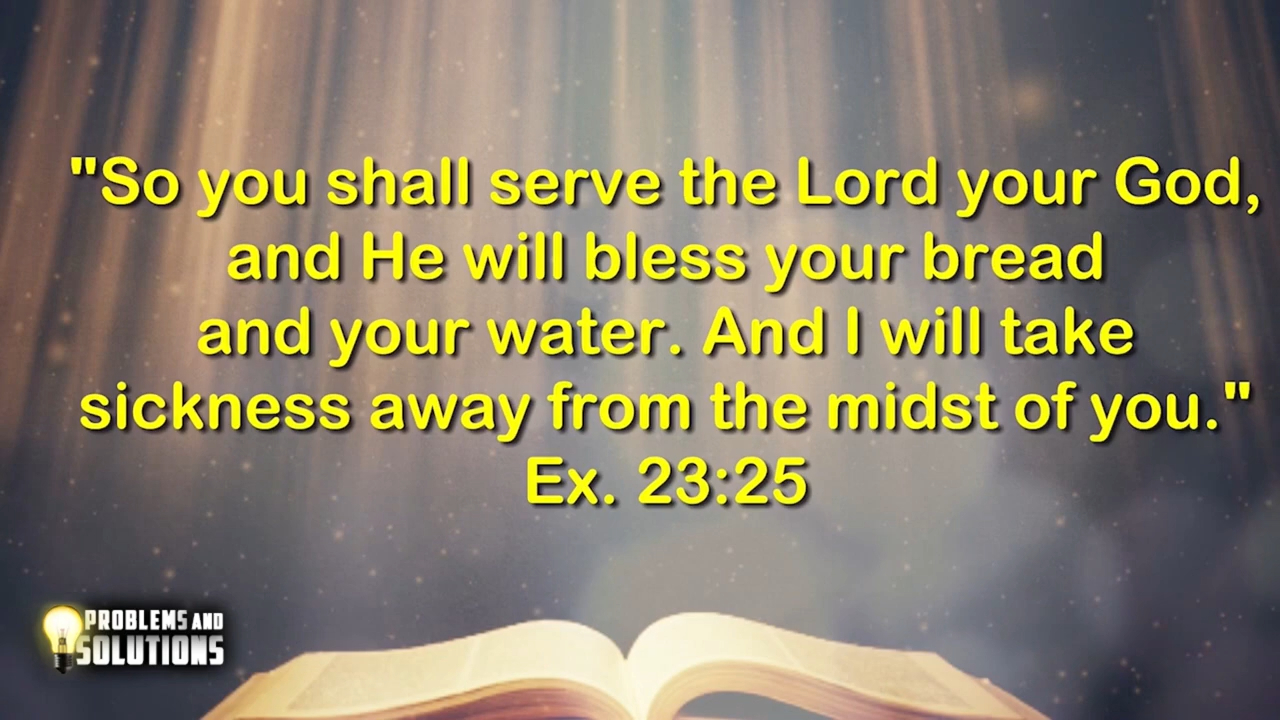 "So you shall serve the Lord your God,
and He will bless your bread
and your water. And I will take
sickness away from the midst of you."
Ex. 23:25
PROBLEMS AND
SOLUTIONS